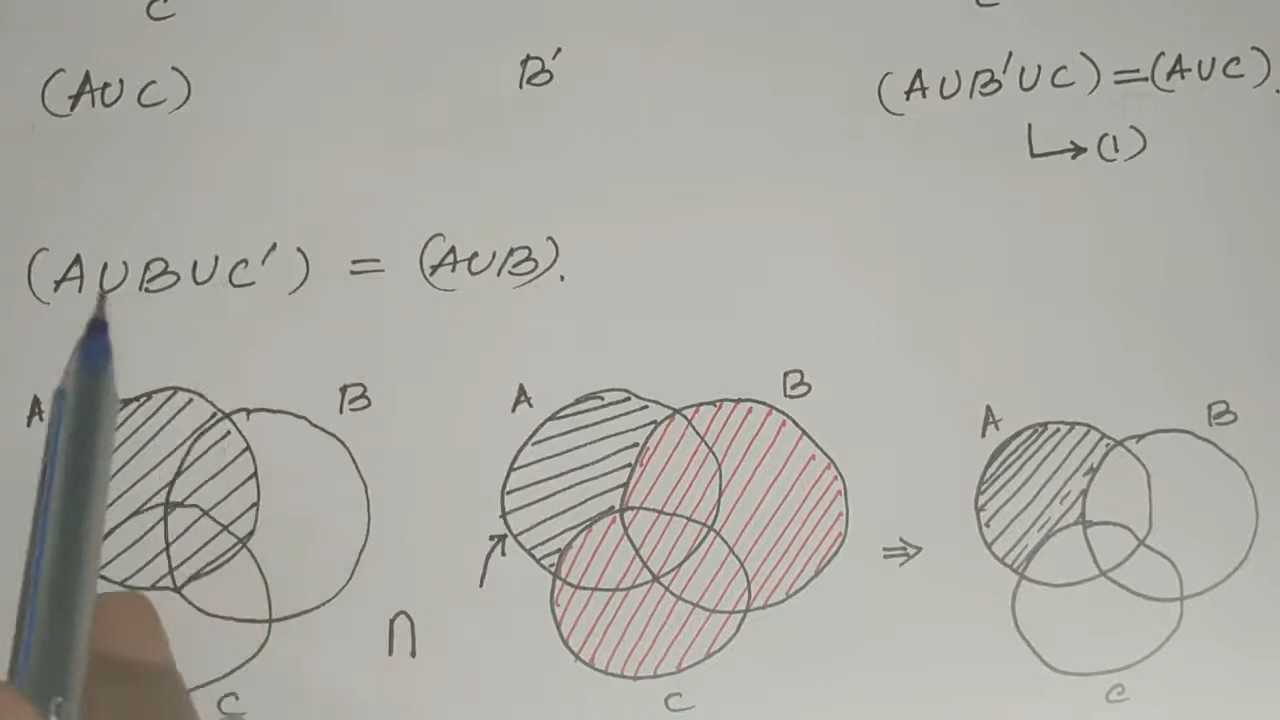 C C
(A∪C) B′ (A∪B′∪C) = (A∪C).
↳(1)
(A∪B∪C′) = (A∪B).
A B A B A B
∩ ⇒
C C C